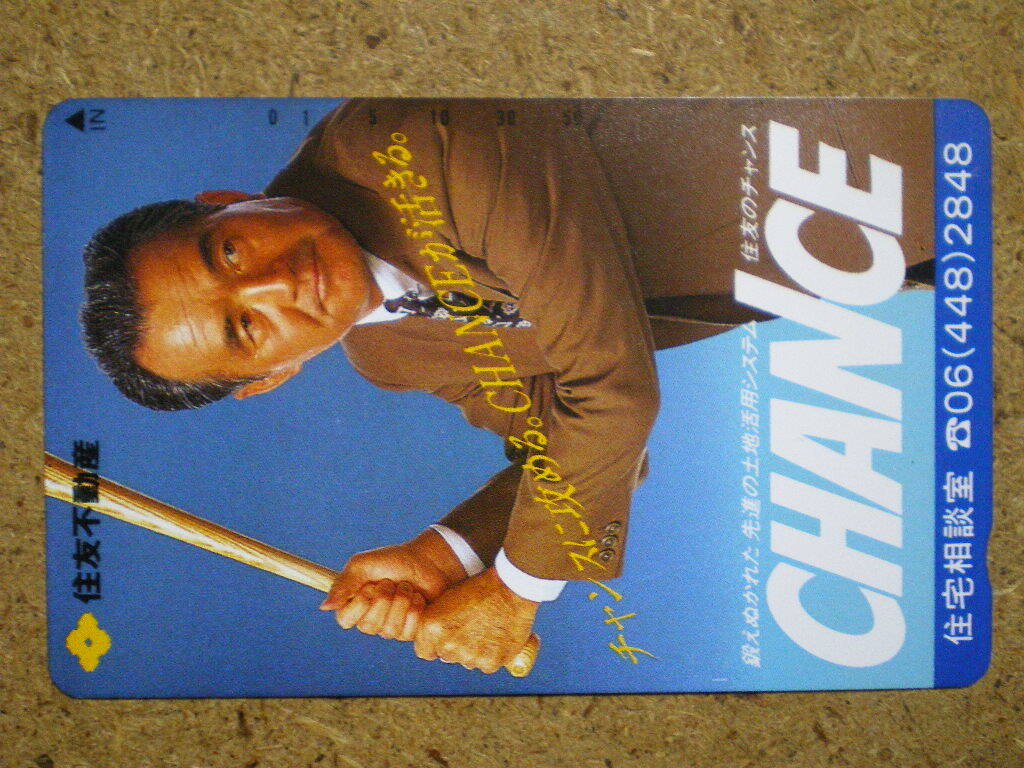 住友不動産
チャンスに攻める。CHANCEが活きる。
鍛えぬかれた 先進の土地活用システム 住友のチャンス
CHANCE
住宅相談室 ☎06(448)2848
IN
0 1 5 10 30 50